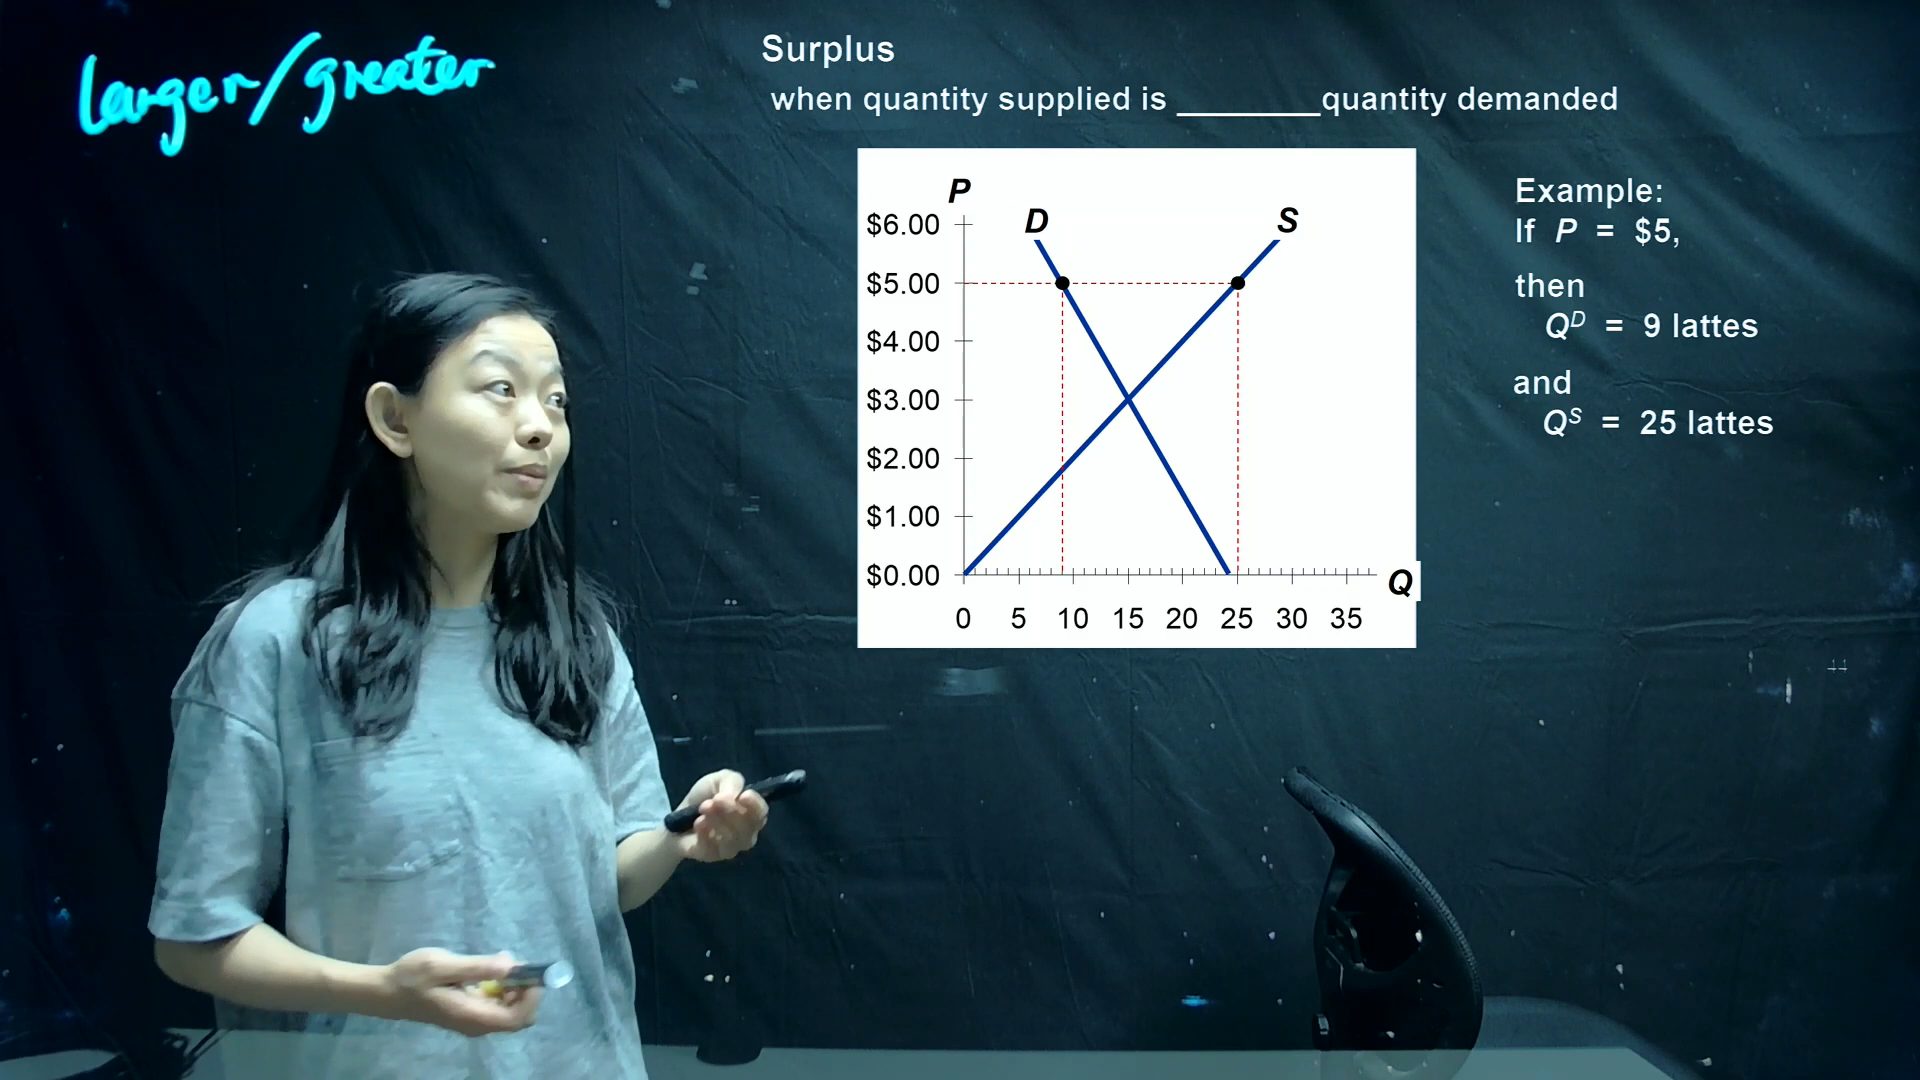 larger/greater
Surplus
when quantity supplied is ________ quantity demanded
P
D
S
$6.00
$5.00
$4.00
$3.00
$2.00
$1.00
$0.00
Q
0 5 10 15 20 25 30 35
Example:
If P = $5,
then
Q^D = 9 lattes
and
Q^S = 25 lattes